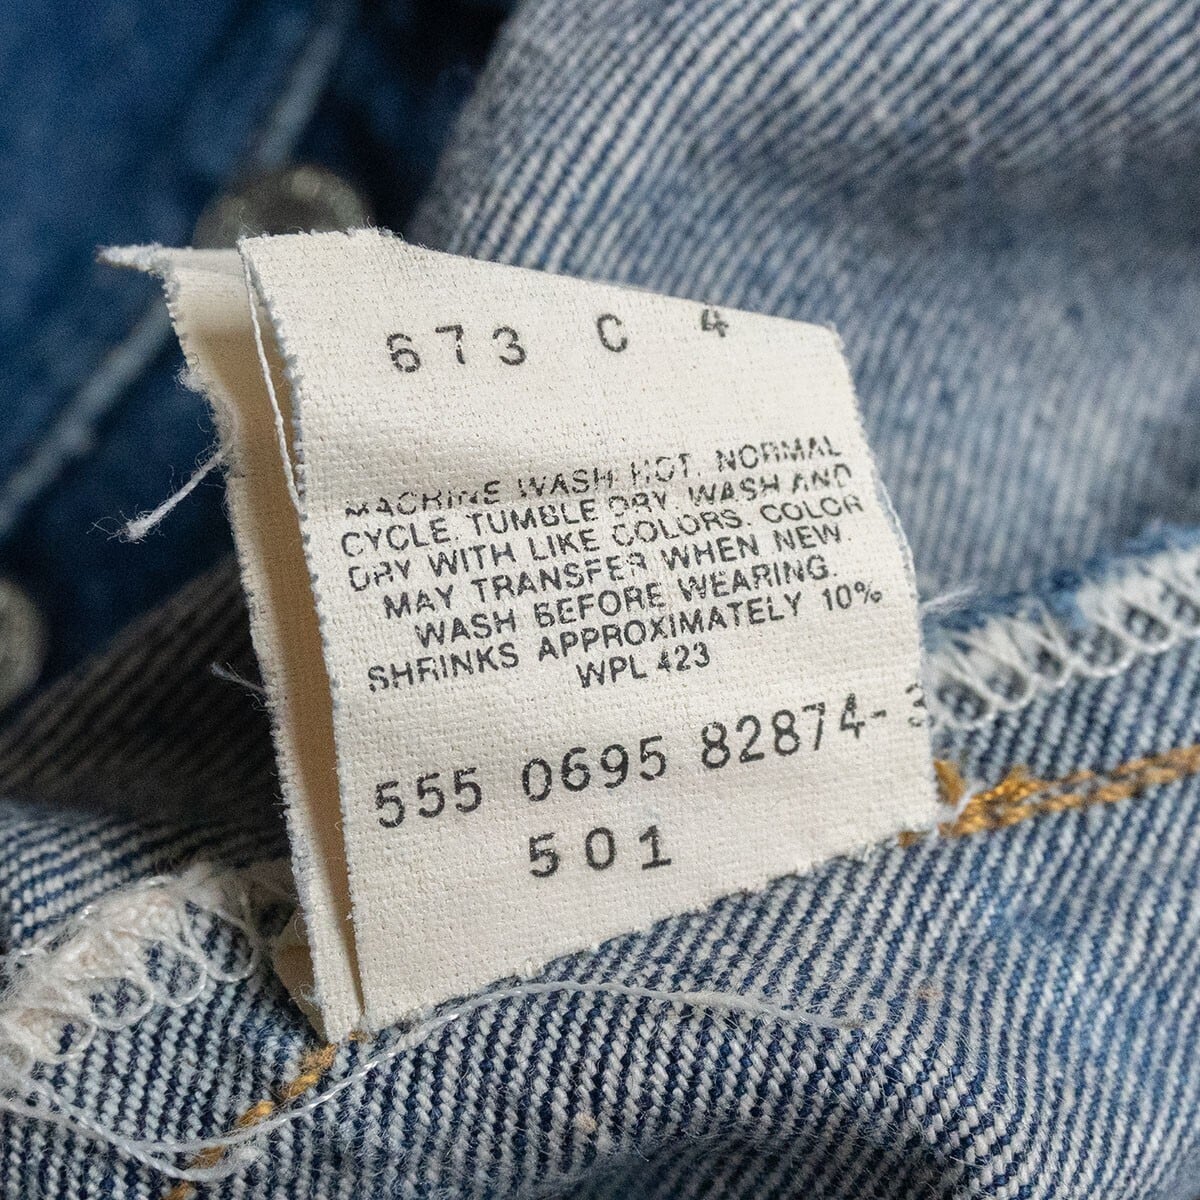 673 C 4
MACHINE WASH HOT. NORMAL
CYCLE. TUMBLE DRY. WASH AND
DRY WITH LIKE COLORS. COLOR
MAY TRANSFER WHEN NEW.
WASH BEFORE WEARING.
SHRINKS APPROXIMATELY 10%
WPL 423
555 0695 82874-3
501